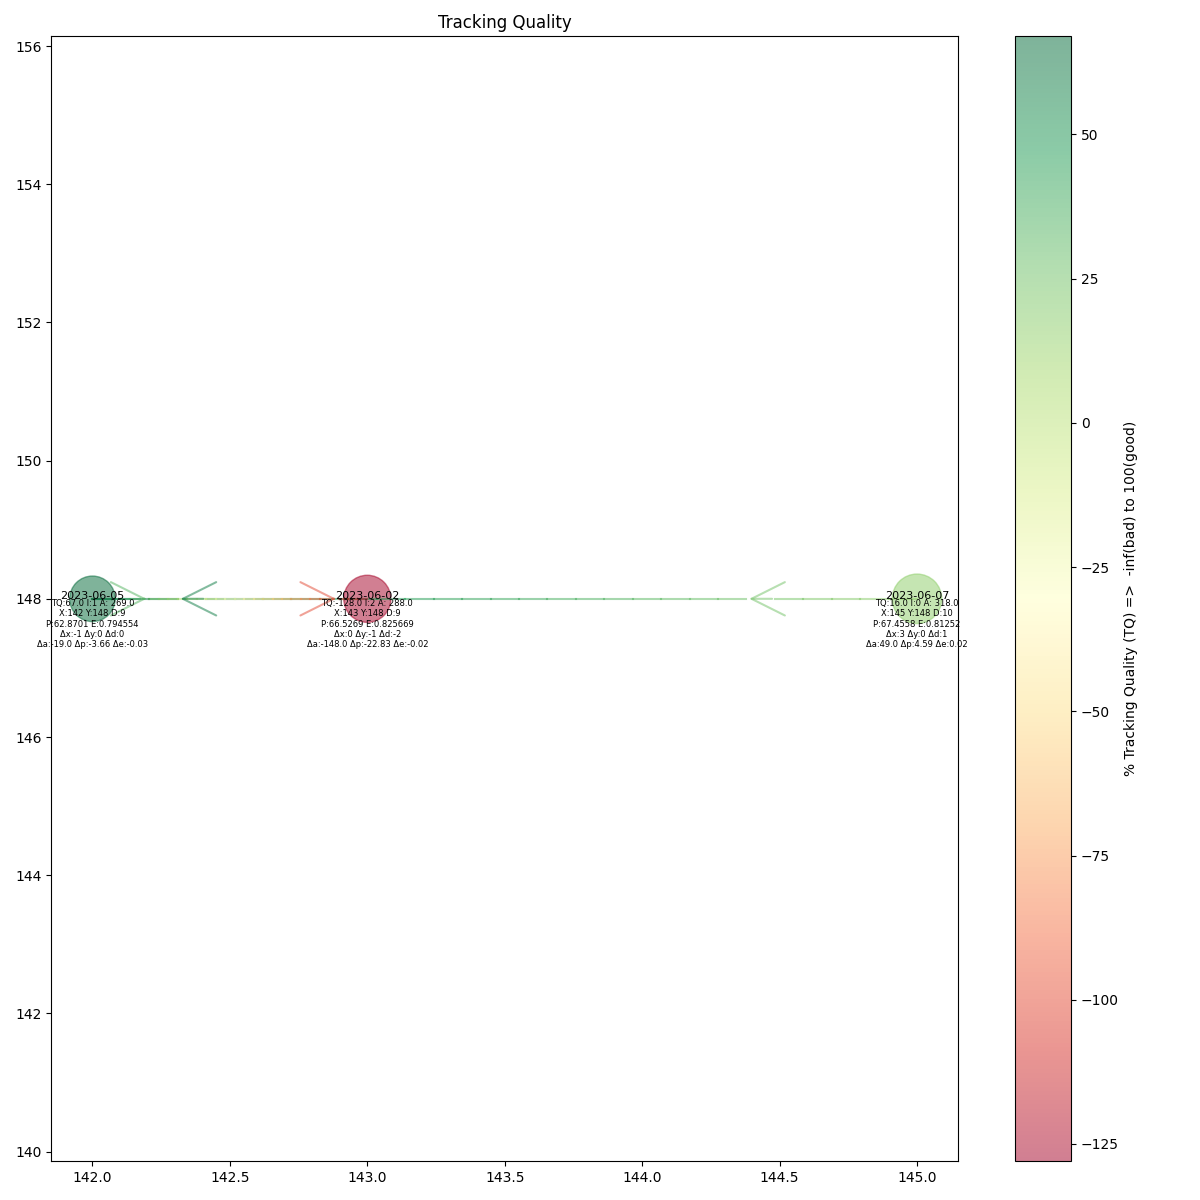 Tracking Quality
156
154
152
150
148
146
144
142
140
142.0
142.5
143.0
143.5
144.0
144.5
145.0
2023-06-05
TQ:67.0 I:1 A: 269.0
X:142 Y:148 D:9
P:62.8701 E:0.794554
Δx:-1 Δy:0 Δd:0
Δa:-19.0 Δp:-3.66 Δe:-0.03
2023-06-02
TQ:-128.0 I:2 A: 288.0
X:143 Y:148 D:9
P:66.5269 E:0.825669
Δx:0 Δy:-1 Δd:-2
Δa:-148.0 Δp:-22.83 Δe:-0.02
2023-06-07
TQ:16.0 I:0 A: 318.0
X:145 Y:148 D:10
P:67.4558 E:0.81252
Δx:3 Δy:0 Δd:1
Δa:49.0 Δp:4.59 Δe:0.02
50
25
0
−25
−50
−75
−100
−125
% Tracking Quality (TQ) => -inf(bad) to 100(good)